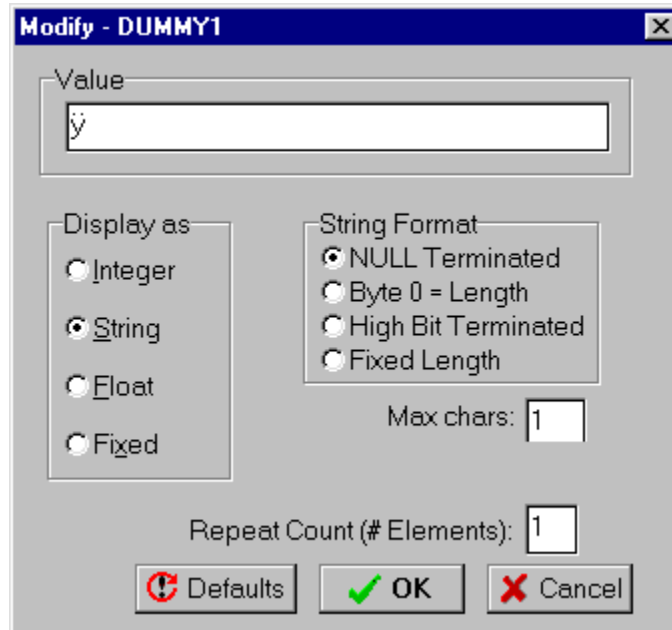 Modify - DUMMY1
Value
ÿ
Display as
Integer
String
Float
Fixed
String Format
NULL Terminated
Byte 0 = Length
High Bit Terminated
Fixed Length
Max chars: 1
Repeat Count (# Elements): 1
Defaults OK Cancel